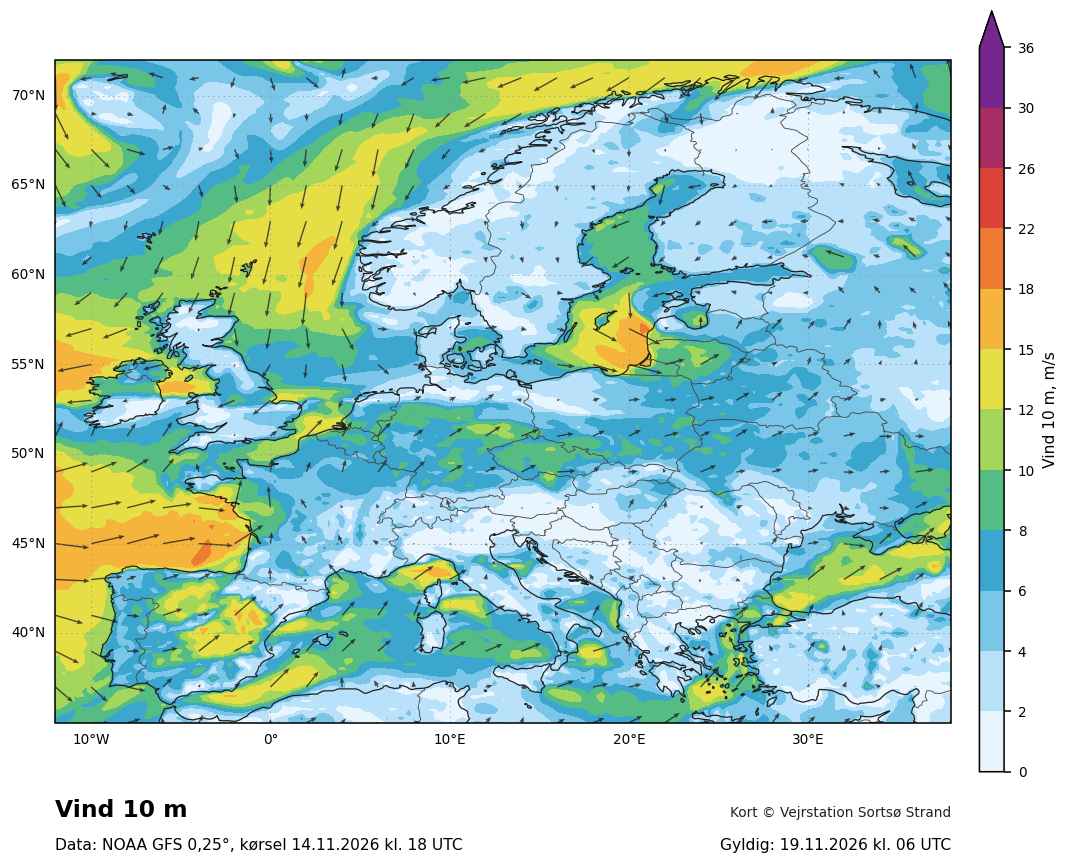 36
30
26
22
18
15
12
10
8
6
4
2
0
Vind 10 m, m/s
70°N
65°N
60°N
55°N
50°N
45°N
40°N
10°W
0°
10°E
20°E
30°E
Vind 10 m
Kort © Vejrstation Sortsø Strand
Data: NOAA GFS 0,25°, kørsel 14.11.2026 kl. 18 UTC
Gyldig: 19.11.2026 kl. 06 UTC